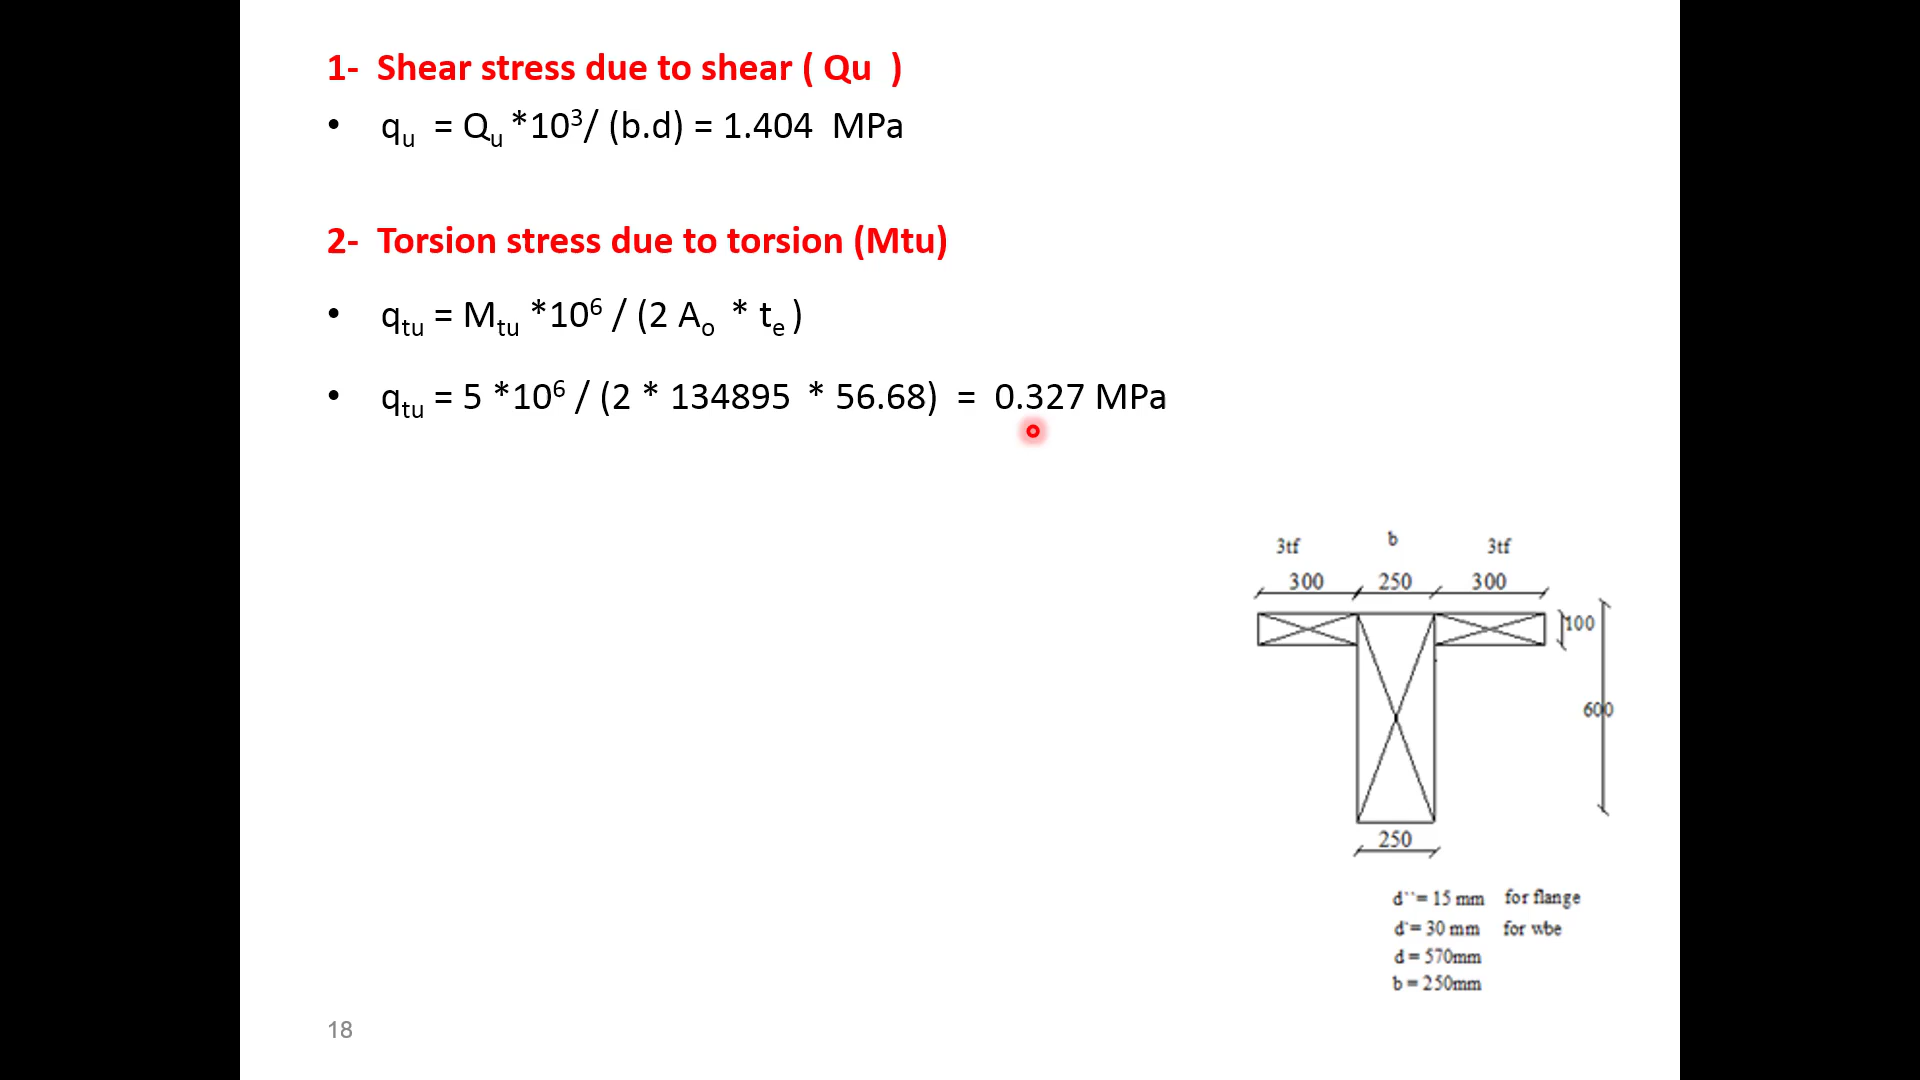 1- Shear stress due to shear ( Qu )
• qu = Qu *10³/ (b.d) = 1.404 MPa
2- Torsion stress due to torsion (Mtu)
• qtu = Mtu *10⁶ / (2 Ao * te )
• qtu = 5 *10⁶ / (2 * 134895 * 56.68) = 0.327 MPa
3tf b 3tf
300 250 300
100
600
250
d``= 15 mm for flange
d`= 30 mm for wbe
d = 570mm
b = 250mm
18